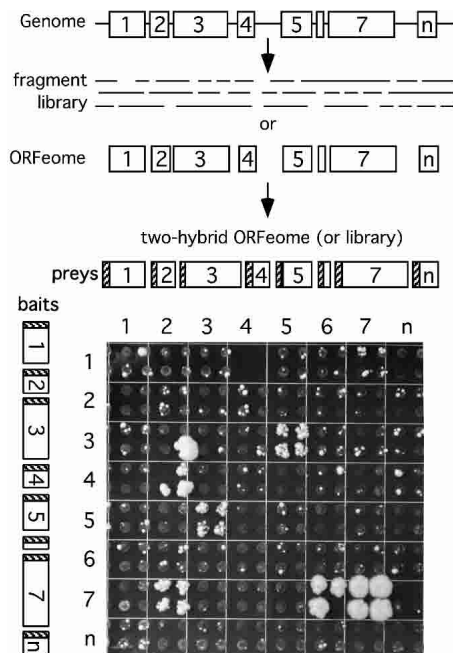 Genome 1 2 3 4 5 7 n
fragment
library
or
ORFeome 1 2 3 4 5 7 n
two-hybrid ORFeome (or library)
preys 1 2 3 4 5 7 n
baits
1 2 3 4 5 6 7 n
1 1
2 2
3 3
4 4
5 5
6
7 7
n n